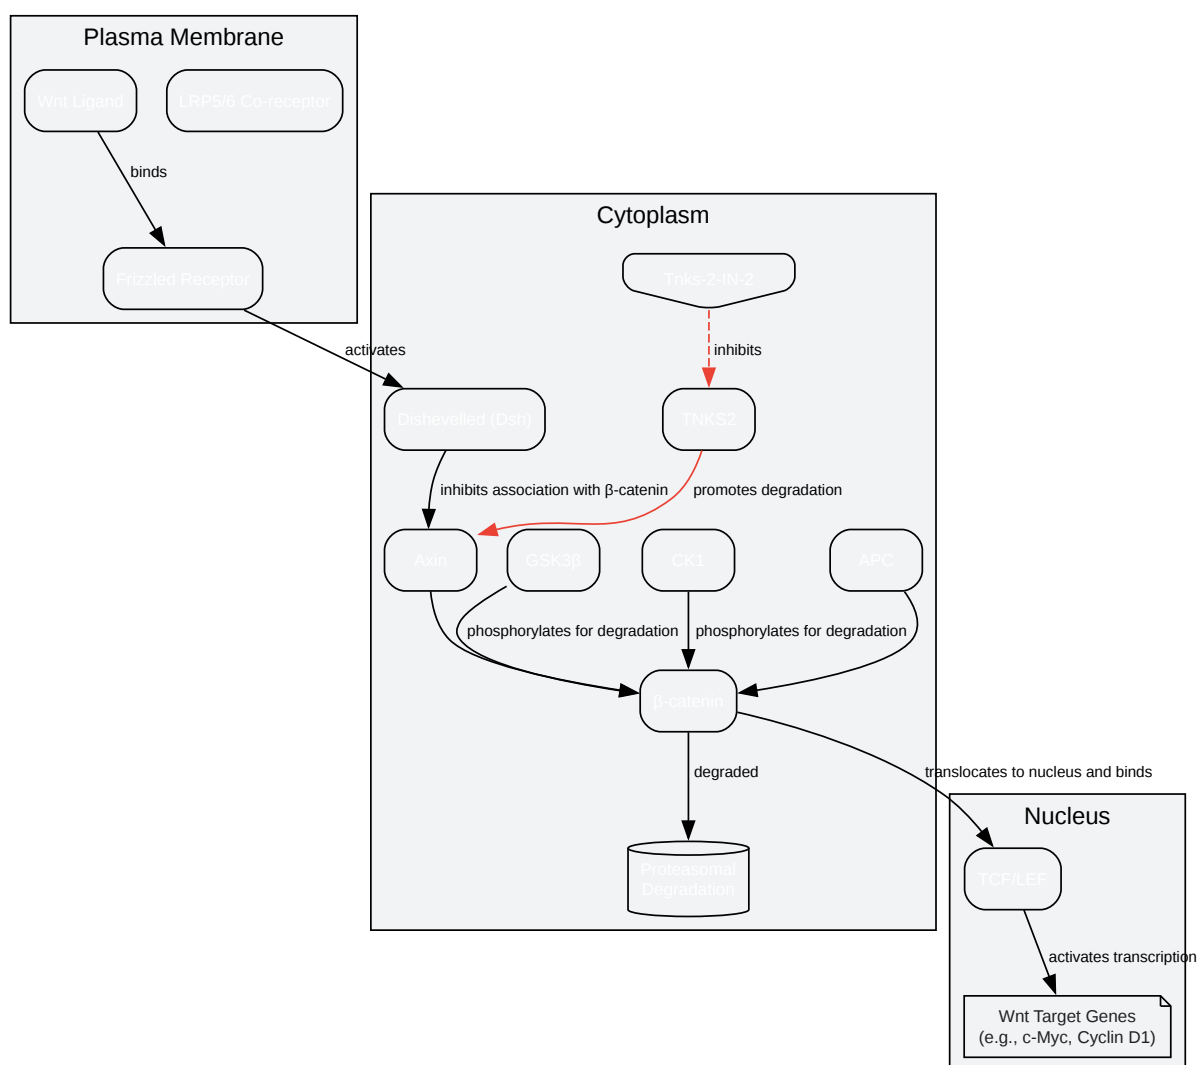 Plasma Membrane
Wnt Ligand
LRP5/6 Co-receptor
binds
Frizzled Receptor
Cytoplasm
Tnks-2-IN-2
activates
inhibits
Dishevelled (Dsh)
TNKS2
inhibits association with β-catenin
promotes degradation
Axin
GSK3β
CK1
APC
phosphorylates for degradation
phosphorylates for degradation
β-catenin
degraded
translocates to nucleus and binds
Nucleus
Proteasomal
Degradation
TCF/LEF
activates transcription
Wnt Target Genes
(e.g., c-Myc, Cyclin D1)